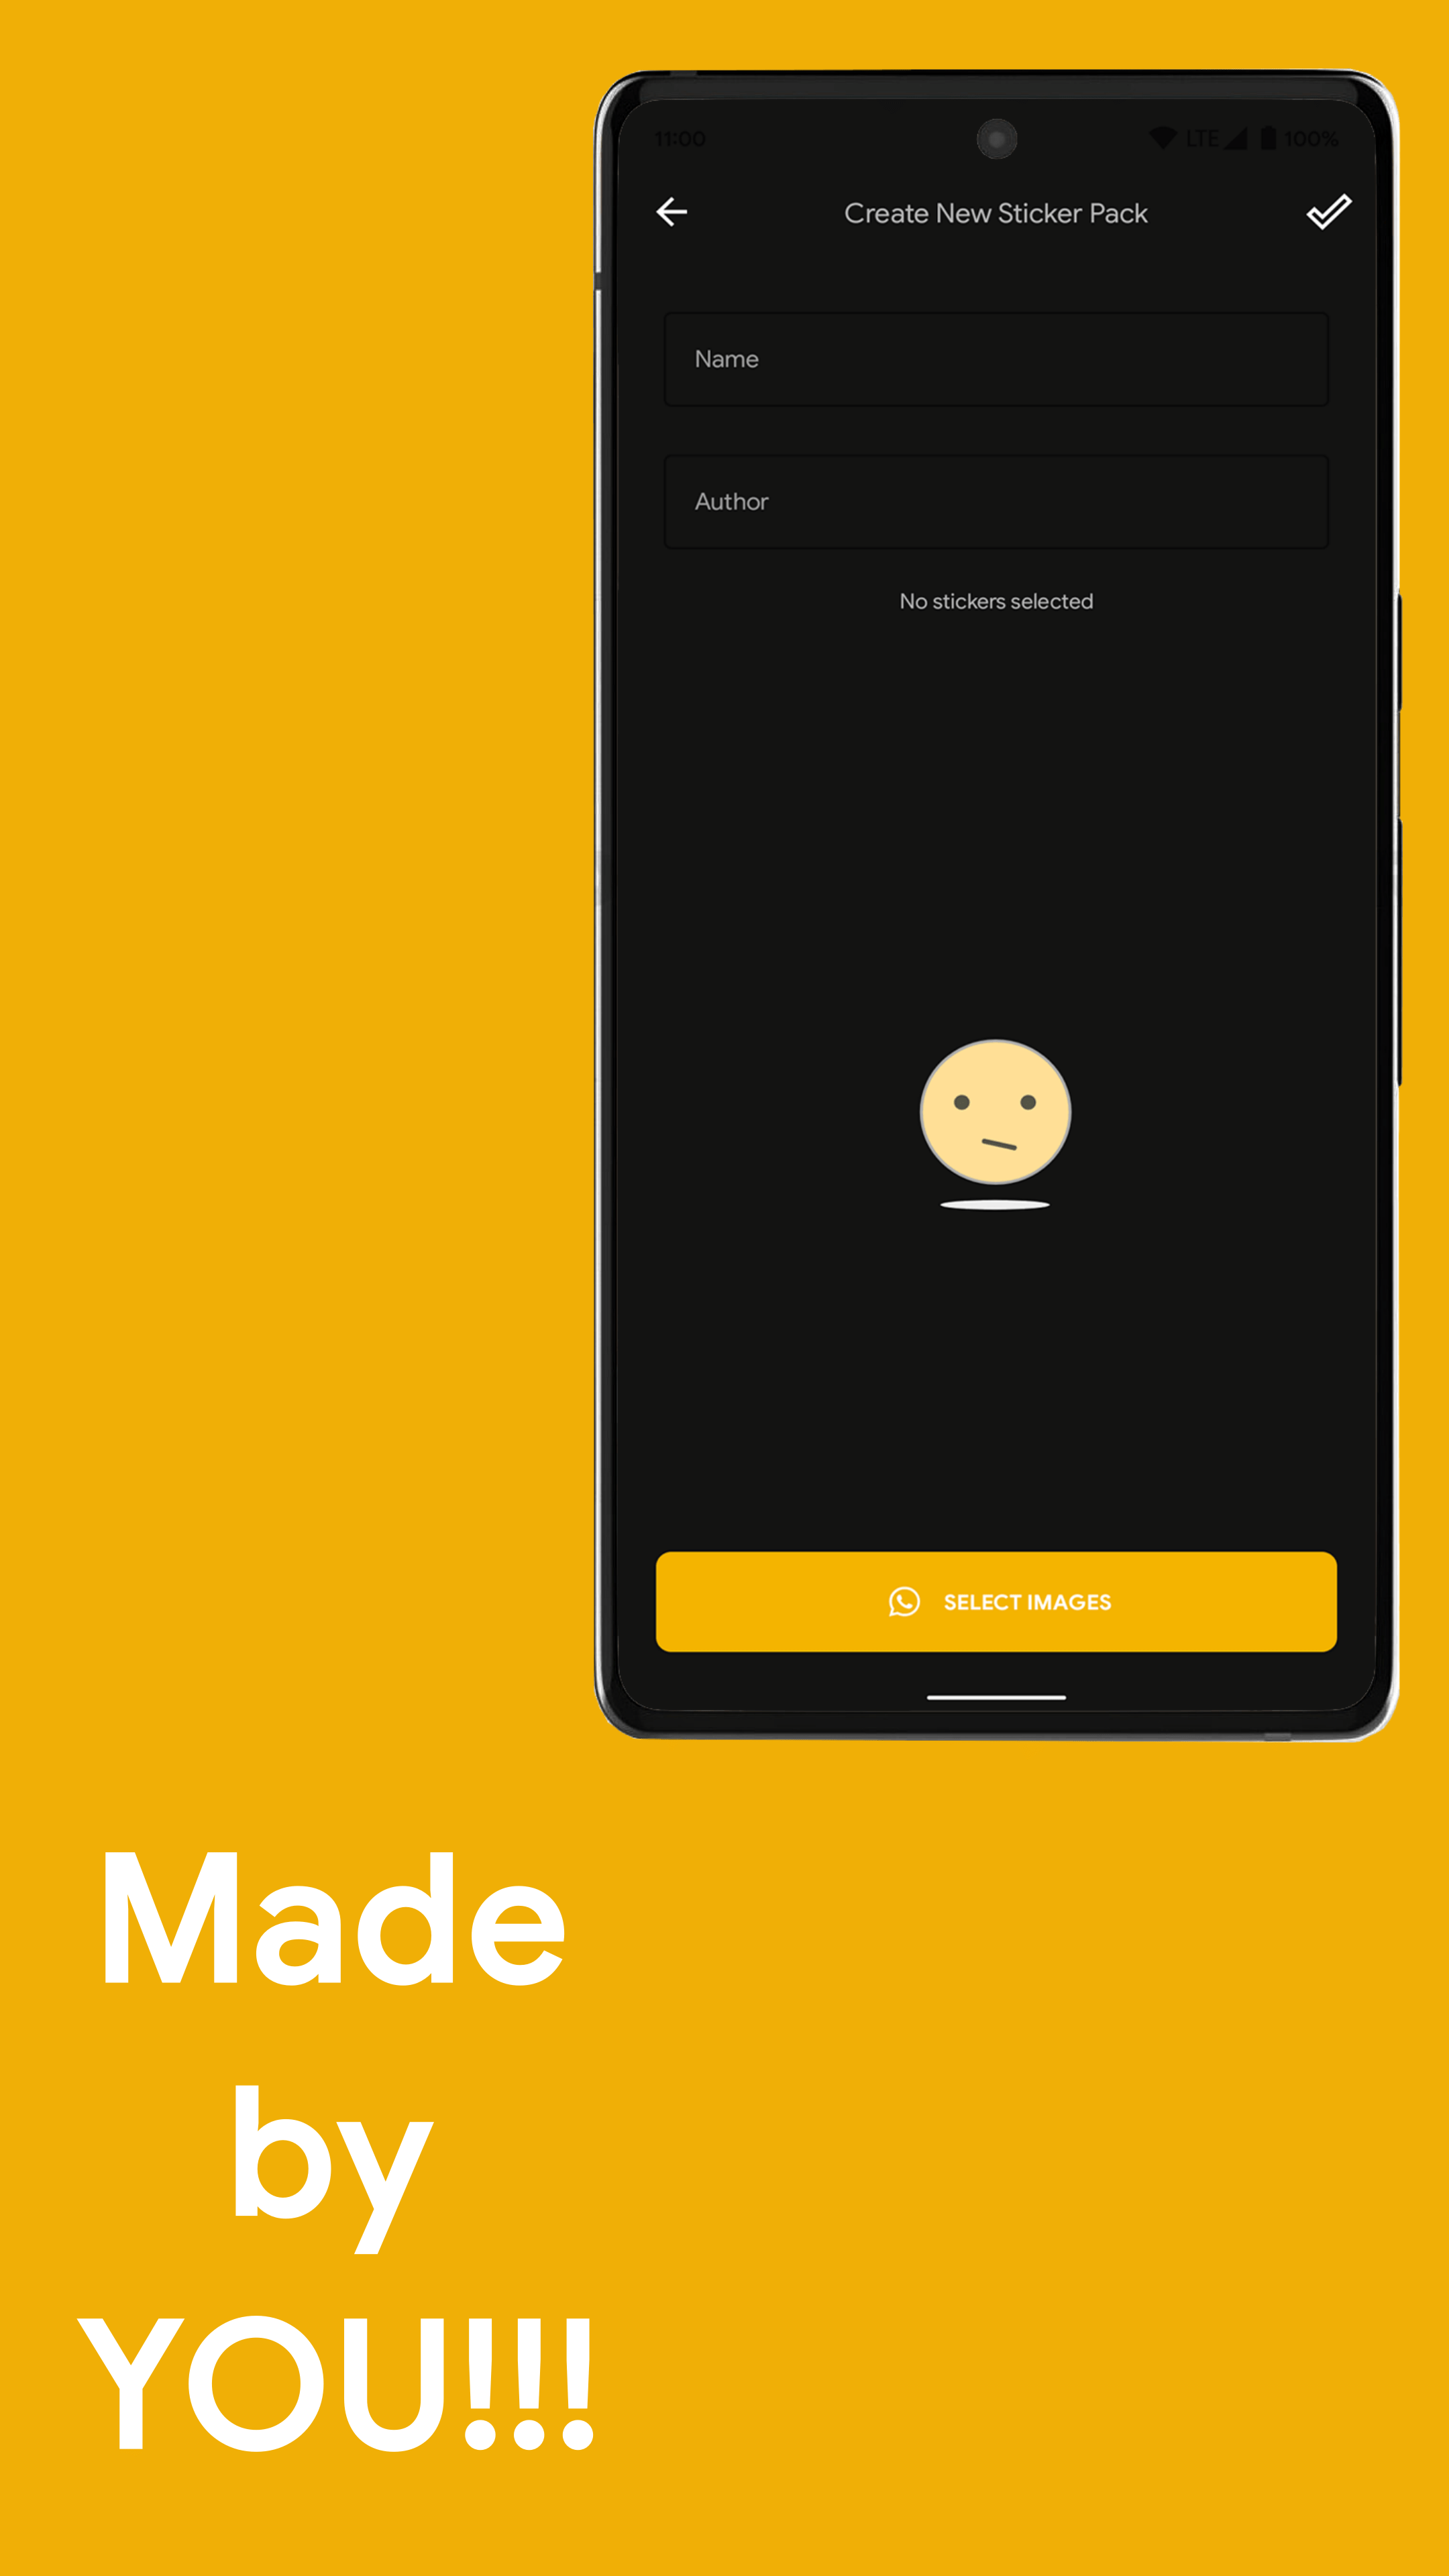 11:00 LTE 100%
Create New Sticker Pack
Name
Author
No stickers selected
SELECT IMAGES
Made
by
YOU!!!